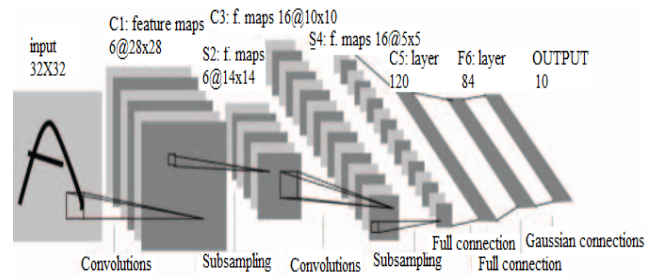 input
32X32
C1: feature maps
6@28x28
S2: f. maps
6@14x14
C3: f. maps 16@10x10
S4: f. maps 16@5x5
C5: layer
120
F6: layer
84
OUTPUT
10
Convolutions
Subsampling
Convolutions
Subsampling
Full connection
Full connection
Gaussian connections